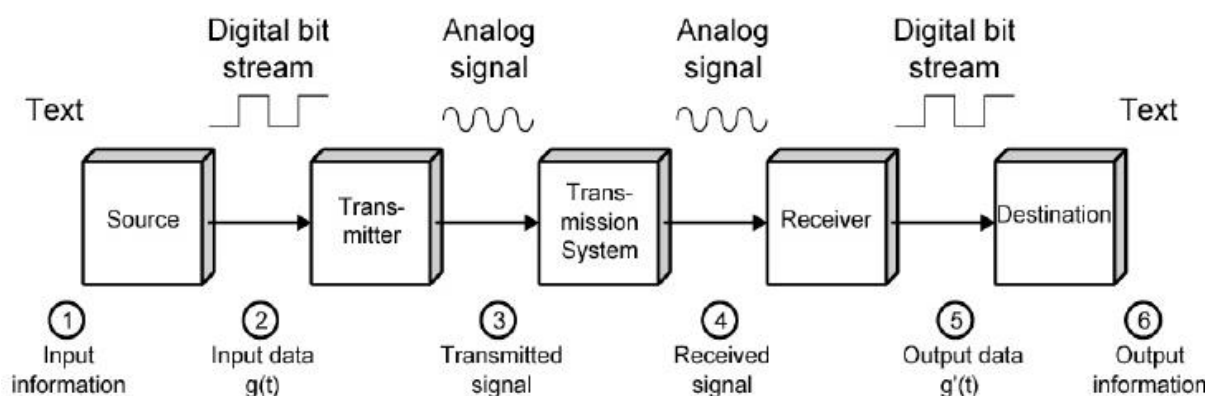 Digital bit
stream
Analog
signal
Analog
signal
Digital bit
stream
Text
Text
Source
Trans-
mitter
Trans-
mission
System
Receiver
Destination
1
Input
information
2
Input data
g(t)
3
Transmitted
signal
4
Received
signal
5
Output data
g'(t)
6
Output
information